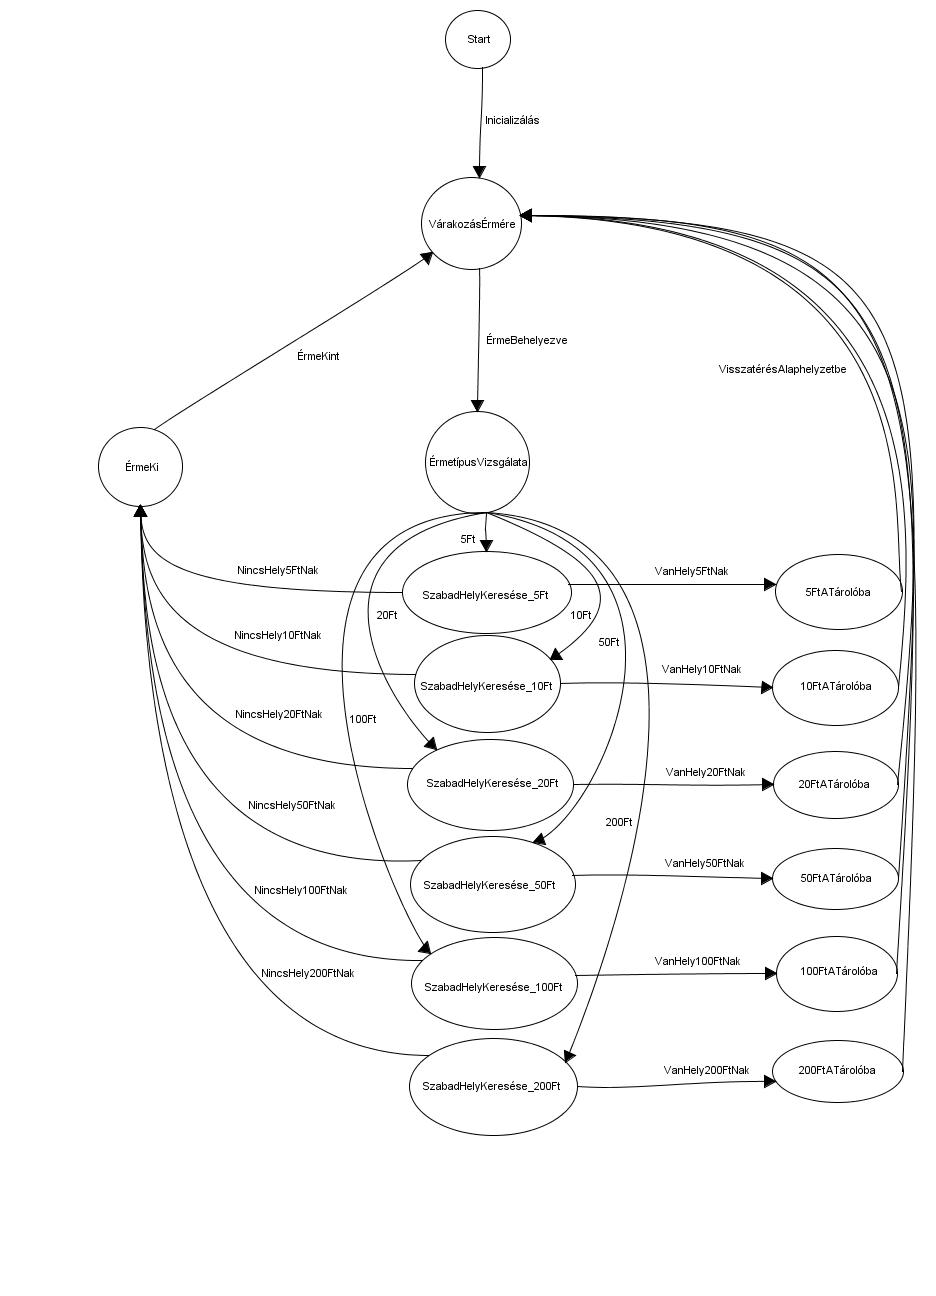 Start
Inicializálás
VárakozásÉrmére
ÉrmeBehelyezve
ÉrmeKint
VisszatérésAlaphelyzetbe
ÉrmeKi
ÉrmetípusVizsgálata
5Ft
NincsHely5FtNak
VanHely5FtNak
SzabadHelyKeresése_5Ft
5FtATárolóba
20Ft
10Ft
NincsHely10FtNak
50Ft
VanHely10FtNak
SzabadHelyKeresése_10Ft
10FtATárolóba
NincsHely20FtNak
100Ft
VanHely20FtNak
SzabadHelyKeresése_20Ft
20FtATárolóba
NincsHely50FtNak
200Ft
VanHely50FtNak
SzabadHelyKeresése_50Ft
50FtATárolóba
NincsHely100FtNak
VanHely100FtNak
SzabadHelyKeresése_100Ft
100FtATárolóba
NincsHely200FtNak
VanHely200FtNak
SzabadHelyKeresése_200Ft
200FtATárolóba